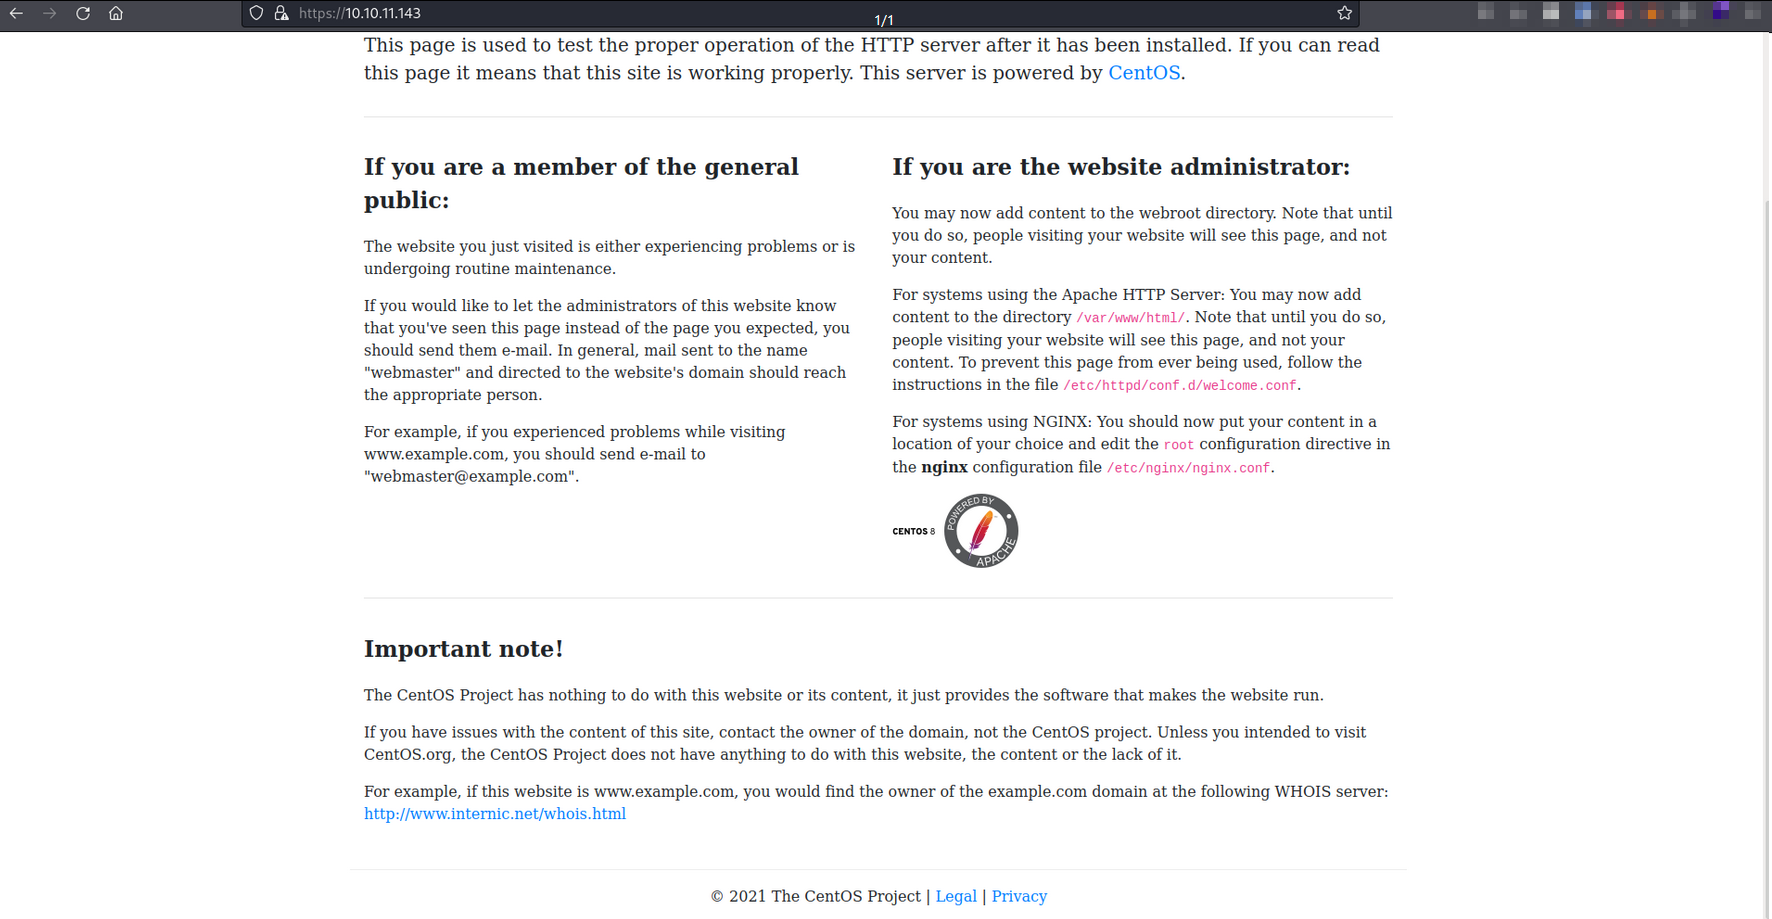 https://10.10.11.143
1/1
This page is used to test the proper operation of the HTTP server after it has been installed. If you can read
this page it means that this site is working properly. This server is powered by CentOS.
If you are a member of the general
public:
The website you just visited is either experiencing problems or is
undergoing routine maintenance.
If you would like to let the administrators of this website know
that you've seen this page instead of the page you expected, you
should send them e-mail. In general, mail sent to the name
"webmaster" and directed to the website's domain should reach
the appropriate person.
For example, if you experienced problems while visiting
www.example.com, you should send e-mail to
"webmaster@example.com".
If you are the website administrator:
You may now add content to the webroot directory. Note that until
you do so, people visiting your website will see this page, and not
your content.
For systems using the Apache HTTP Server: You may now add
content to the directory /var/www/html/. Note that until you do so,
people visiting your website will see this page, and not your
content. To prevent this page from ever being used, follow the
instructions in the file /etc/httpd/conf.d/welcome.conf.
For systems using NGINX: You should now put your content in a
location of your choice and edit the root configuration directive in
the nginx configuration file /etc/nginx/nginx.conf.
CENTOS 8
POWERED BY
APACHE
Important note!
The CentOS Project has nothing to do with this website or its content, it just provides the software that makes the website run.
If you have issues with the content of this site, contact the owner of the domain, not the CentOS project. Unless you intended to visit
CentOS.org, the CentOS Project does not have anything to do with this website, the content or the lack of it.
For example, if this website is www.example.com, you would find the owner of the example.com domain at the following WHOIS server:
http://www.internic.net/whois.html
© 2021 The CentOS Project | Legal | Privacy